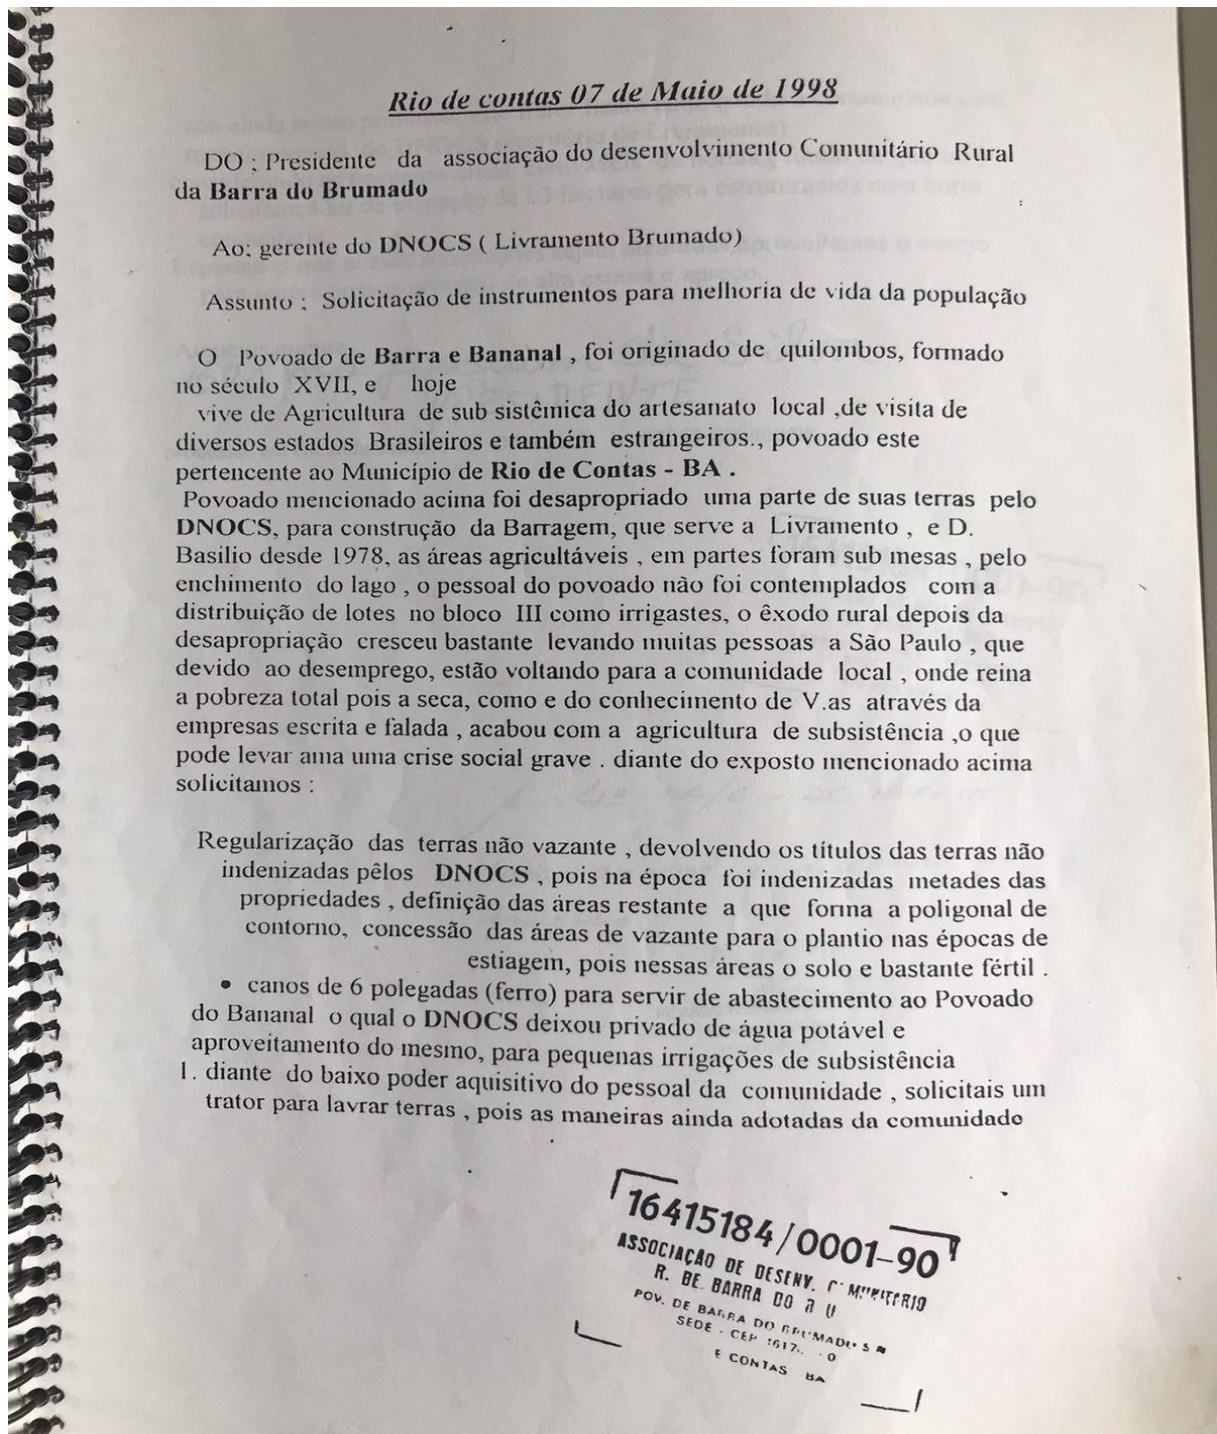 Rio de contas 07 de Maio de 1998
DO : Presidente da associação do desenvolvimento Comunitário Rural
da Barra do Brumado
Ao: gerente do DNOCS ( Livramento Brumado)
Assunto : Solicitação de instrumentos para melhoria de vida da população
O Povoado de Barra e Bananal , foi originado de quilombos, formado
no século XVII, e hoje
vive de Agricultura de sub sistêmica do artesanato local ,de visita de
diversos estados Brasileiros e também estrangeiros., povoado este
pertencente ao Município de Rio de Contas - BA .
Povoado mencionado acima foi desapropriado uma parte de suas terras pelo
DNOCS, para construção da Barragem, que serve a Livramento , e D.
Basilio desde 1978, as áreas agricultáveis , em partes foram sub mesas , pelo
enchimento do lago , o pessoal do povoado não foi contemplados com a
distribuição de lotes no bloco III como irrigastes, o êxodo rural depois da
desapropriação cresceu bastante levando muitas pessoas a São Paulo , que
devido ao desemprego, estão voltando para a comunidade local , onde reina
a pobreza total pois a seca, como e do conhecimento de V.as através da
empresas escrita e falada , acabou com a agricultura de subsistência ,o que
pode levar ama uma crise social grave . diante do exposto mencionado acima
solicitamos :
Regularização das terras não vazante , devolvendo os títulos das terras não
indenizadas pêlos DNOCS , pois na época foi indenizadas metades das
propriedades , definição das áreas restante a que forma a poligonal de
contorno, concessão das áreas de vazante para o plantio nas épocas de
estiagem, pois nessas áreas o solo e bastante fértil .
• canos de 6 polegadas (ferro) para servir de abastecimento ao Povoado
do Bananal o qual o DNOCS deixou privado de água potável e
aproveitamento do mesmo, para pequenas irrigações de subsistência
1. diante do baixo poder aquisitivo do pessoal da comunidade , solicitais um
trator para lavrar terras , pois as maneiras ainda adotadas da comunidade
16415184/0001-90
ASSOCIAÇÃO DE DESENV.
R. BE. BARRA DO
POV. DE BARRA DO BRUMADO S N
SEDE - CEP
E CONTAS BA